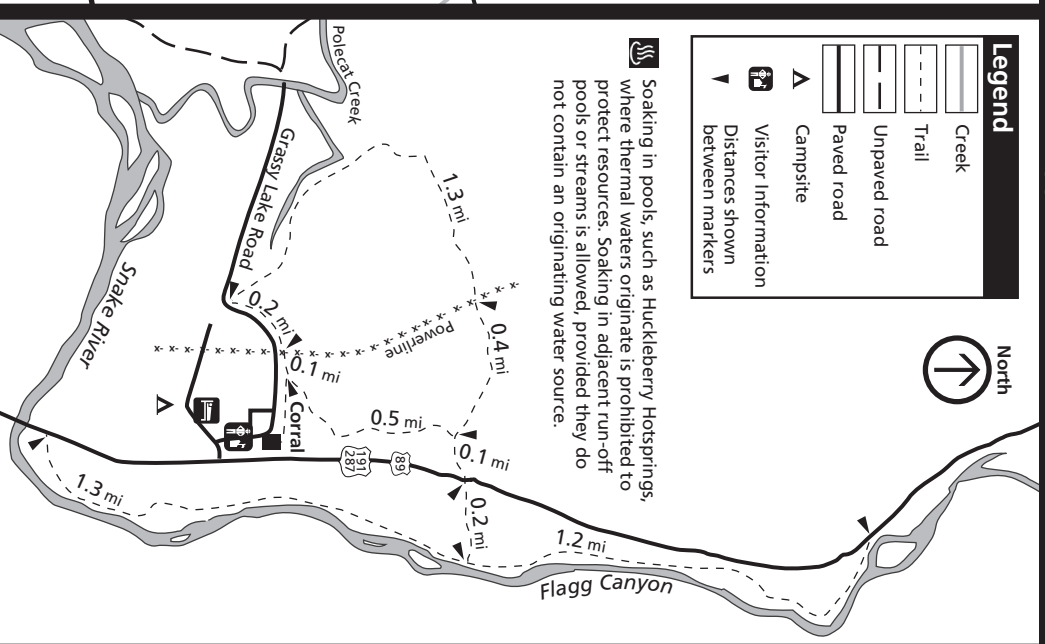 Legend
Creek
Trail
Unpaved road
Paved road
Campsite
Visitor Information
Distances shown
between markers
North
Soaking in pools, such as Huckleberry Hotsprings,
where thermal waters originate is prohibited to
protect resources. Soaking in adjacent run-off
pools or streams is allowed, provided they do
not contain an originating water source.
Polecat Creek
Grassy Lake Road
1.3 mi
0.4 mi
Powerline
0.2 mi
0.1 mi
0.5 mi
0.1 mi
Corral
89
191
287
0.2 mi
1.2 mi
Flagg Canyon
1.3 mi
Snake River